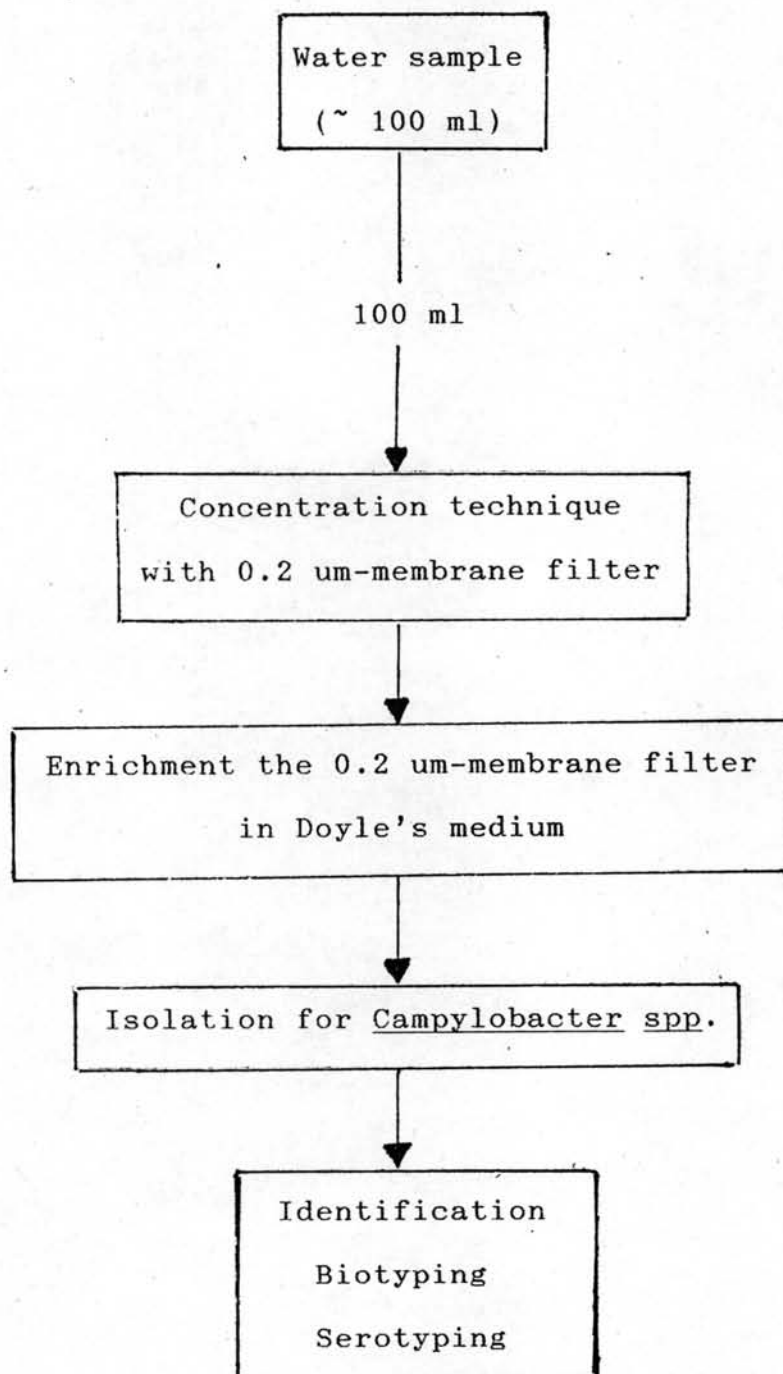 Water sample
(~ 100 ml)
100 ml
Concentration technique
with 0.2 um-membrane filter
Enrichment the 0.2 um-membrane filter
in Doyle's medium
Isolation for Campylobacter spp.
Identification
Biotyping
Serotyping